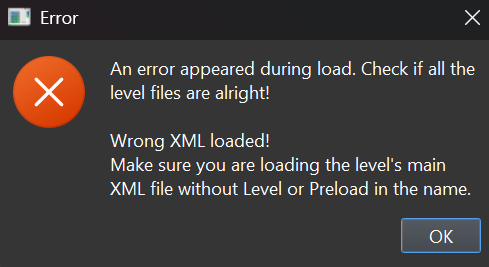 Error
An error appeared during load. Check if all the
level files are alright!
Wrong XML loaded!
Make sure you are loading the level's main
XML file without Level or Preload in the name.
OK